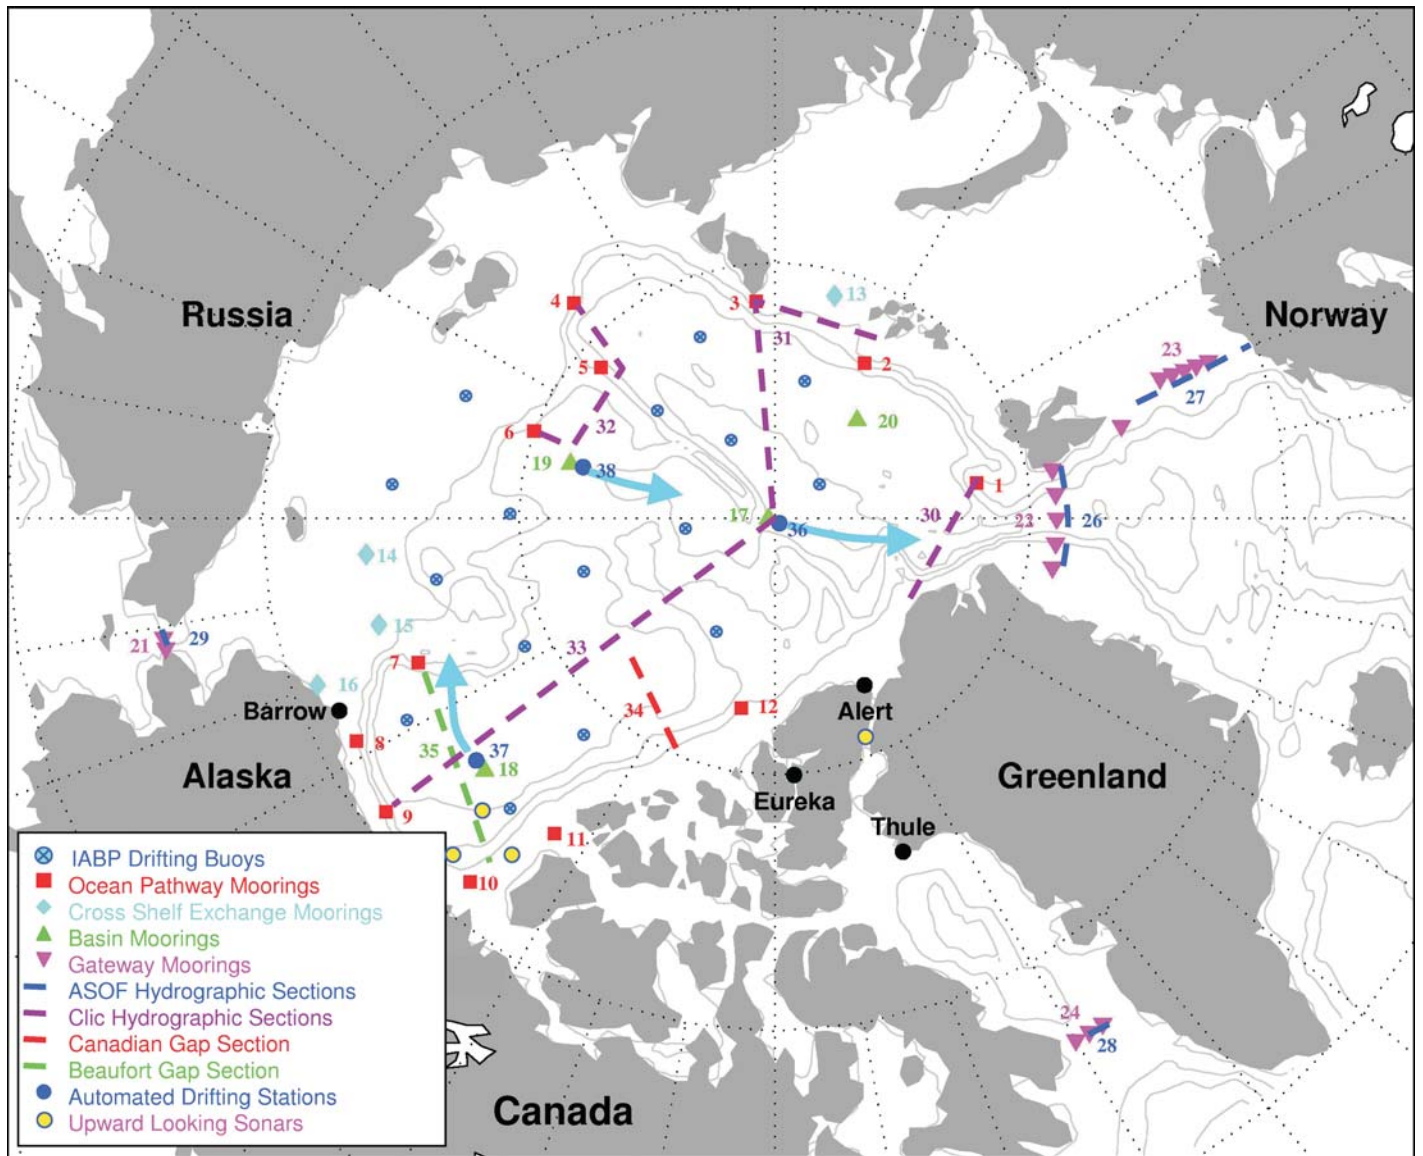 4
3
13
Russia
31
Norway
5
2
23
27
32
20
6
19
38
1
17
36
30
22
26
14
15
33
21
29
7
16
34
12
Barrow
Alert
8
35
37
18
Alaska
Greenland
Eureka
9
Thule
11
10
IABP Drifting Buoys
Ocean Pathway Moorings
Cross Shelf Exchange Moorings
Basin Moorings
Gateway Moorings
ASOF Hydrographic Sections
Clic Hydrographic Sections
Canadian Gap Section
Beaufort Gap Section
Automated Drifting Stations
Upward Looking Sonars
24
28
Canada